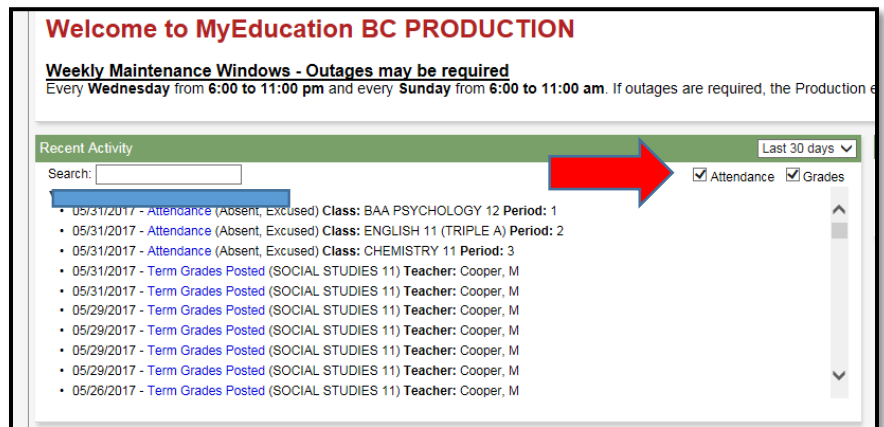 Welcome to MyEducation BC PRODUCTION
Weekly Maintenance Windows - Outages may be required
Every Wednesday from 6:00 to 11:00 pm and every Sunday from 6:00 to 11:00 am. If outages are required, the Production
Recent Activity Last 30 days
Search: Attendance Grades
• 05/31/2017 - Attendance (Absent, Excused) Class: BAA PSYCHOLOGY 12 Period: 1
• 05/31/2017 - Attendance (Absent, Excused) Class: ENGLISH 11 (TRIPLE A) Period: 2
• 05/31/2017 - Attendance (Absent, Excused) Class: CHEMISTRY 11 Period: 3
• 05/31/2017 - Term Grades Posted (SOCIAL STUDIES 11) Teacher: Cooper, M
• 05/31/2017 - Term Grades Posted (SOCIAL STUDIES 11) Teacher: Cooper, M
• 05/29/2017 - Term Grades Posted (SOCIAL STUDIES 11) Teacher: Cooper, M
• 05/29/2017 - Term Grades Posted (SOCIAL STUDIES 11) Teacher: Cooper, M
• 05/29/2017 - Term Grades Posted (SOCIAL STUDIES 11) Teacher: Cooper, M
• 05/29/2017 - Term Grades Posted (SOCIAL STUDIES 11) Teacher: Cooper, M
• 05/26/2017 - Term Grades Posted (SOCIAL STUDIES 11) Teacher: Cooper, M